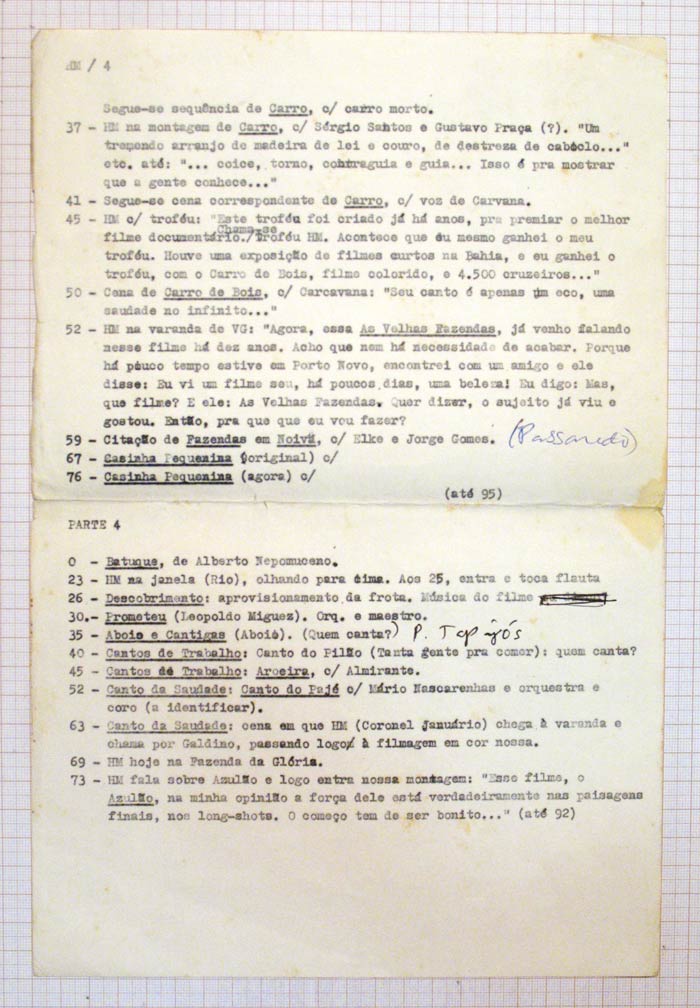 HM / 4
Segue-se sequência de Carro, c/ carro morto.
37 - HM na montagem de Carro, c/ Sérgio Santos e Gustavo Praça (?). "Um
tremendo arranjo de madeira de lei e couro, de destreza de caboclo..."
etc. até: "... coice, torno, contraguia e guia... Isso é pra mostrar
que a gente conhece..."
41 - Segue-se cena correspondente de Carro, c/ voz de Carvana.
45 - HM c/ troféu: "Este troféu foi criado já há anos, pra premiar o melhor
Chama-se
filme documentário./Troféu HM. Acontece que eu mesmo ganhei o meu
troféu. Houve uma exposição de filmes curtos na Bahia, e eu ganhei o
troféu, com o Carro de Bois, filme colorido, e 4.500 cruzeiros..."
50 - Cena de Carro de Bois, c/ Carcavana: "Seu canto é apenas um eco, uma
saudade no infinito..."
52 - HM na varanda de VG: "Agora, essa As Velhas Fazendas, já venho falando
nesse filme há dez anos. Acho que nem há necessidade de acabar. Porque
há pouco tempo estive em Porto Novo, encontrei com um amigo e ele
disse: Eu vi um filme seu, há poucos dias, uma beleza! Eu digo: Mas,
que filme? E ele: As Velhas Fazendas. Quer dizer, o sujeito já viu e
gostou. Então, pra que que eu vou fazer?
59 - Citação de Fazendas em Noiva, c/ Elke e Jorge Gomes. (Passaredo)
67 - Casinha Pequenina (original) c/
76 - Casinha Pequenina (agora) c/
(até 95)
PARTE 4
0 - Batuque, de Alberto Nepomuceno.
23 - HM na janela (Rio), olhando para cima. Aos 25, entra e toca flauta
26 - Descobrimento: aprovisionamento da frota. Música do filme
30.- Prometeu (Leopoldo Miguez). Orq. e maestro.
35 - Aboio e Cantigas (Aboio). (Quem canta?) P. Tapajós
40 - Cantos de Trabalho: Canto do Pilão (Tanta gente pra comer): quem canta?
45 - Cantos de Trabalho: Aroeira, c/ Almirante.
52 - Canto da Saudade: Canto do Pajé c/ Mário Mascarenhas e orquestra e
coro (a identificar).
63 - Canto da Saudade: cena em que HM (Coronel Januário) chega à varanda e
chama por Galdino, passando logo/ à filmagem em cor nossa.
69 - HM hoje na Fazenda da Glória.
73 - HM fala sobre Azulão e logo entra nossa montagem: "Esse filme, o
Azulão, na minha opinião a força dele está verdadeiramente nas paisagens
finais, nos long-shots. O começo tem de ser bonito..." (até 92)